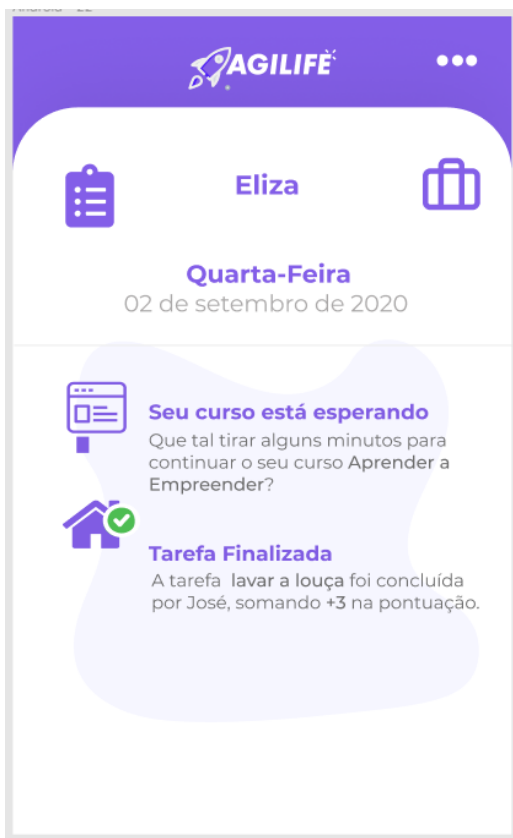 AGILIFE
Eliza
Quarta-Feira
02 de setembro de 2020
Seu curso está esperando
Que tal tirar alguns minutos para
continuar o seu curso Aprender a
Empreender?
Tarefa Finalizada
A tarefa lavar a louça foi concluída
por José, somando +3 na pontuação.